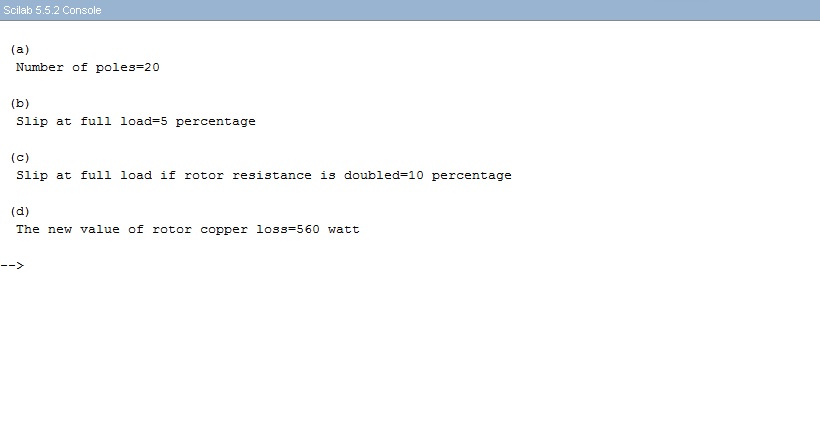 Scilab 5.5.2 Console
(a)
Number of poles=20
(b)
Slip at full load=5 percentage
(c)
Slip at full load if rotor resistance is doubled=10 percentage
(d)
The new value of rotor copper loss=560 watt
-->